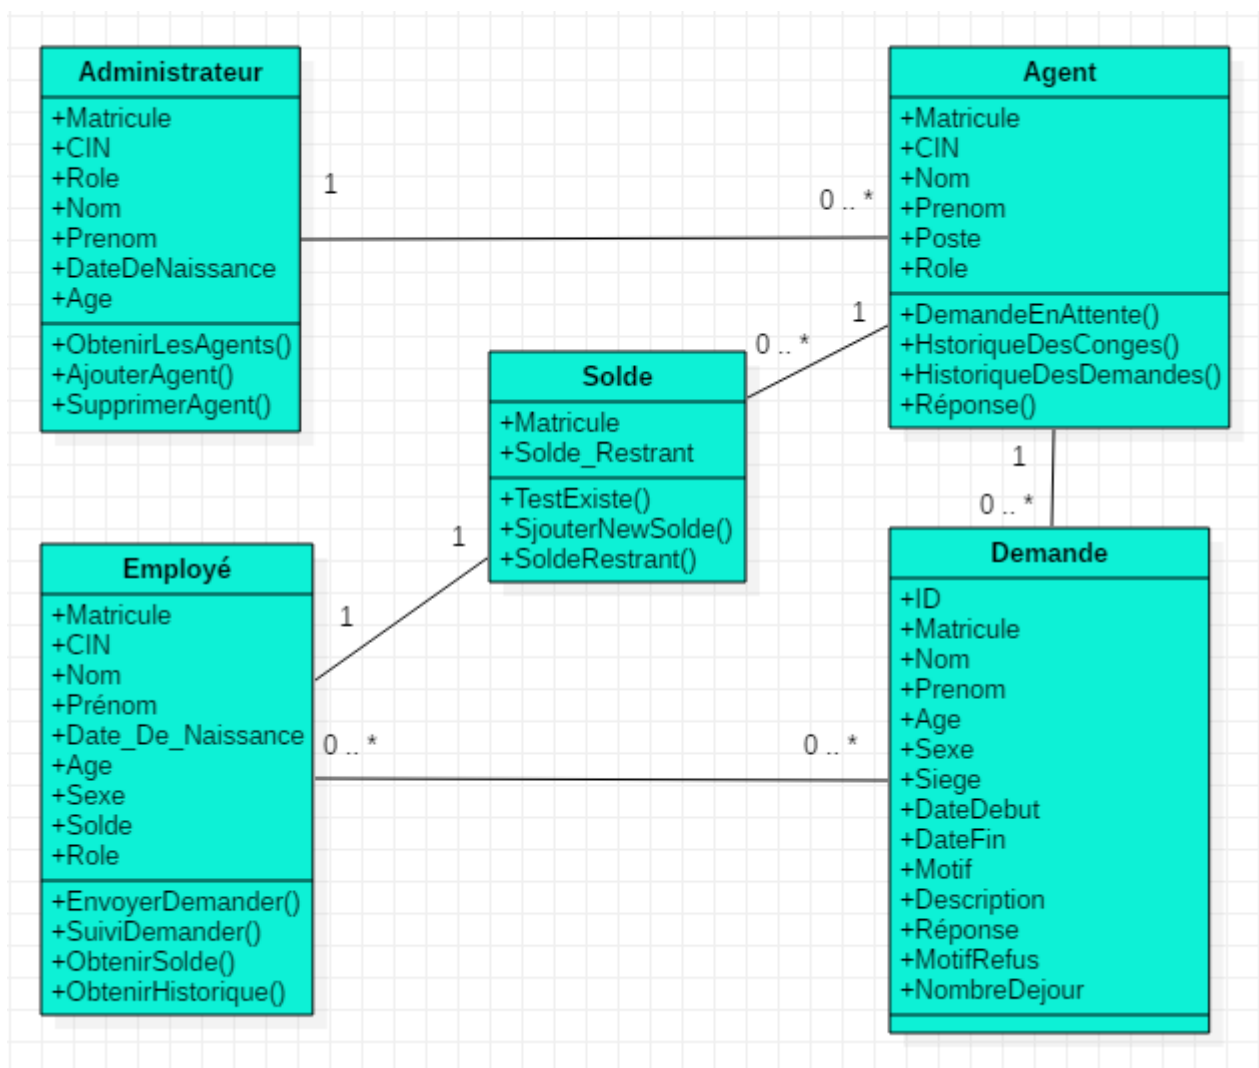 Administrateur
+Matricule
+CIN
+Role
+Nom
+Prenom
+DateDeNaissance
+Age
+ObtenirLesAgents()
+AjouterAgent()
+SupprimerAgent()
1
0 .. *
Agent
+Matricule
+CIN
+Nom
+Prenom
+Poste
+Role
+DemandeEnAttente()
+HstoriqueDesConges()
+HistoriqueDesDemandes()
+Réponse()
1
0 .. *
Solde
+Matricule
+Solde_Restrant
+TestExiste()
+SjouterNewSolde()
+SoldeRestrant()
1
0 .. *
1
1
Employé
+Matricule
+CIN
+Nom
+Prénom
+Date_De_Naissance
+Age
+Sexe
+Solde
+Role
+EnvoyerDemander()
+SuiviDemander()
+ObtenirSolde()
+ObtenirHistorique()
0 .. *
0 .. *
Demande
+ID
+Matricule
+Nom
+Prenom
+Age
+Sexe
+Siege
+DateDebut
+DateFin
+Motif
+Description
+Réponse
+MotifRefus
+NombreDejour